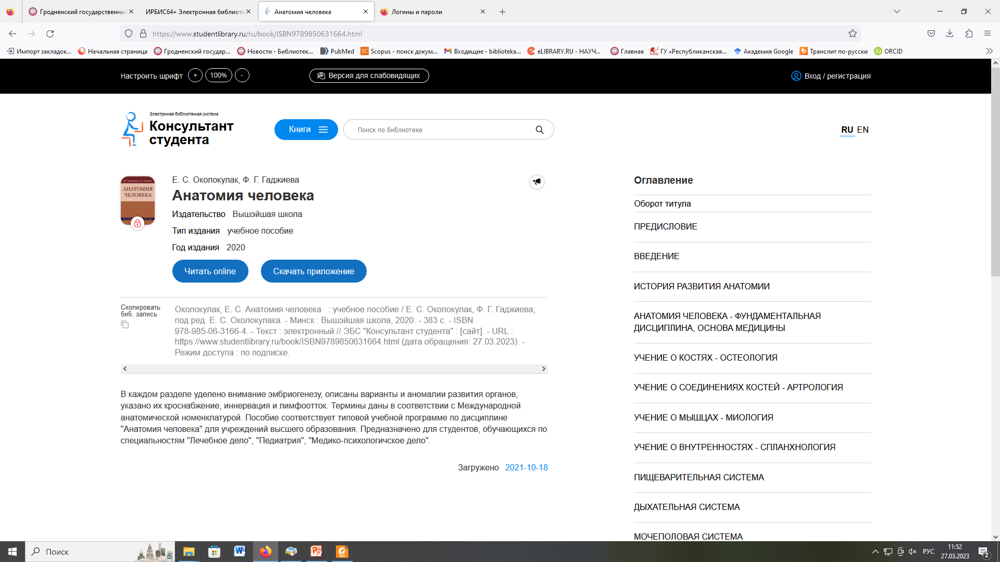 Гродненский государственный
ИРБИС64+ Электронная библиоте
Анатомия человека
Логины и пароли
https://www.studentlibrary.ru/ru/book/ISBN9789850631664.html
Импорт закладок...
Начальная страница
Гродненский государ...
Новости - Библиотек...
PubMed
Scopus - поиск докум...
Входящие - biblioteka...
eLIBRARY.RU - НАУЧ...
Главная
ГУ «Республиканская...
Академия Google
Транслит по-русски
ORCID
Настроить шрифт + 100% -
Версия для слабовидящих
Вход / регистрация
Электронная библиотечная система
Консультант
студента
Книги
Поиск по библиотеке
RU EN
АНАТОМИЯ
ЧЕЛОВЕКА
Е. С. Околокулак, Ф. Г. Гаджиева
Анатомия человека
Издательство Вышэйшая школа
Тип издания учебное пособие
Год издания 2020
Читать online
Скачать приложение
Скопировать
биб. запись
Околокулак, Е. С. Анатомия человека : учебное пособие / Е. С. Околокулак, Ф. Г. Гаджиева;
под ред. Е. С. Околокулака. - Минск : Вышэйшая школа, 2020. - 383 с. - ISBN
978-985-06-3166-4. - Текст : электронный // ЭБС "Консультант студента" : [сайт]. - URL :
https://www.studentlibrary.ru/book/ISBN9789850631664.html (дата обращения: 27.03.2023). -
Режим доступа : по подписке.
В каждом разделе уделено внимание эмбриогенезу, описаны варианты и аномалии развития органов,
указано их кроснабжение, иннервация и лимфоотток. Термины даны в соответствии с Международной
анатомической номенклатурой. Пособие соответствует типовой учебной программе по дисциплине
"Анатомия человека" для учреждений высшего образования. Предназначено для студентов, обучающихся по
специальностям "Лечебное дело", "Педиатрия", "Медико-психологичское дело".
Загружено 2021-10-18
Оглавление
Оборот титула
ПРЕДИСЛОВИЕ
ВВЕДЕНИЕ
ИСТОРИЯ РАЗВИТИЯ АНАТОМИИ
АНАТОМИЯ ЧЕЛОВЕКА - ФУНДАМЕНТАЛЬНАЯ
ДИСЦИПЛИНА, ОСНОВА МЕДИЦИНЫ
УЧЕНИЕ О КОСТЯХ - ОСТЕОЛОГИЯ
УЧЕНИЕ О СОЕДИНЕНИЯХ КОСТЕЙ - АРТРОЛОГИЯ
УЧЕНИЕ О МЫШЦАХ - МИОЛОГИЯ
УЧЕНИЕ О ВНУТРЕННОСТЯХ - СПЛАНХНОЛОГИЯ
ПИЩЕВАРИТЕЛЬНАЯ СИСТЕМА
ДЫХАТЕЛЬНАЯ СИСТЕМА
МОЧЕПОЛОВАЯ СИСТЕМА
Поиск
РУС
11:52
27.03.2023
2